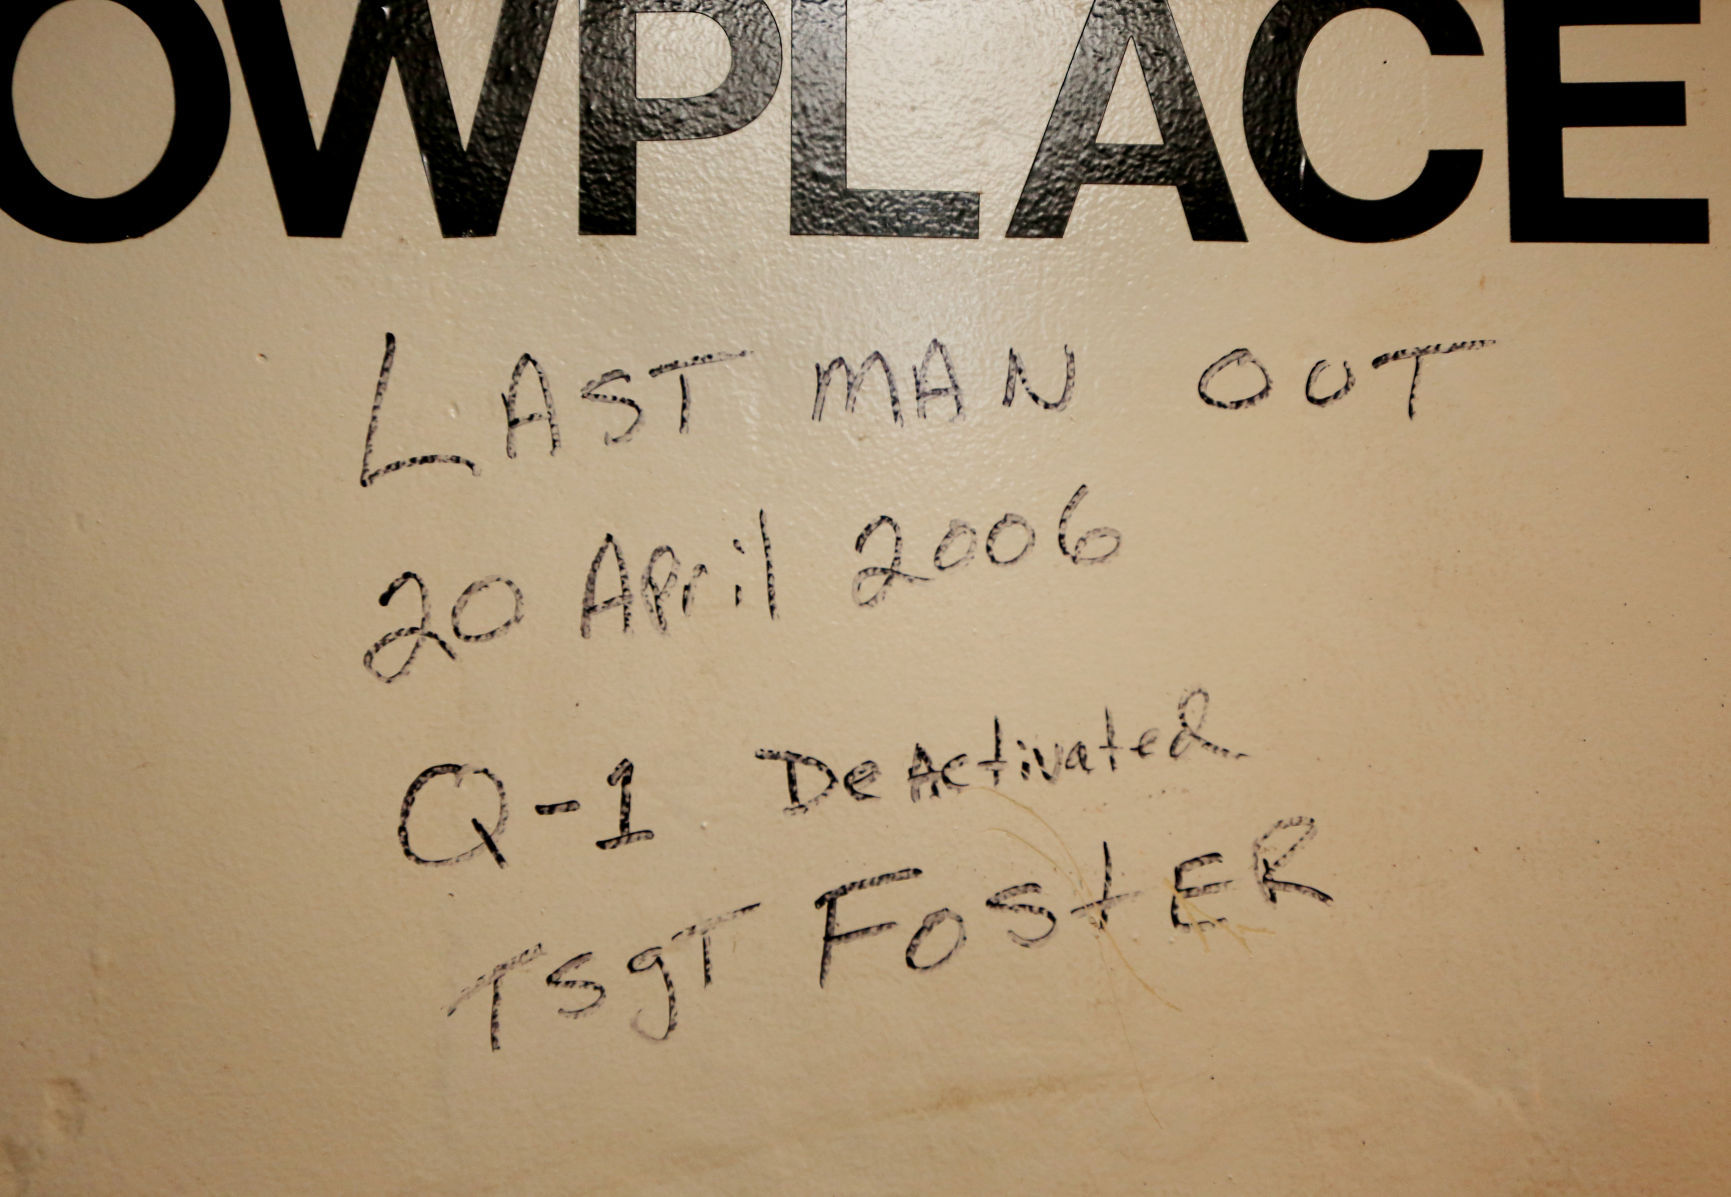 OWPLACE
LAST MAN OUT
20 April 2006
Q-1 DeActivated
TSgT FostER